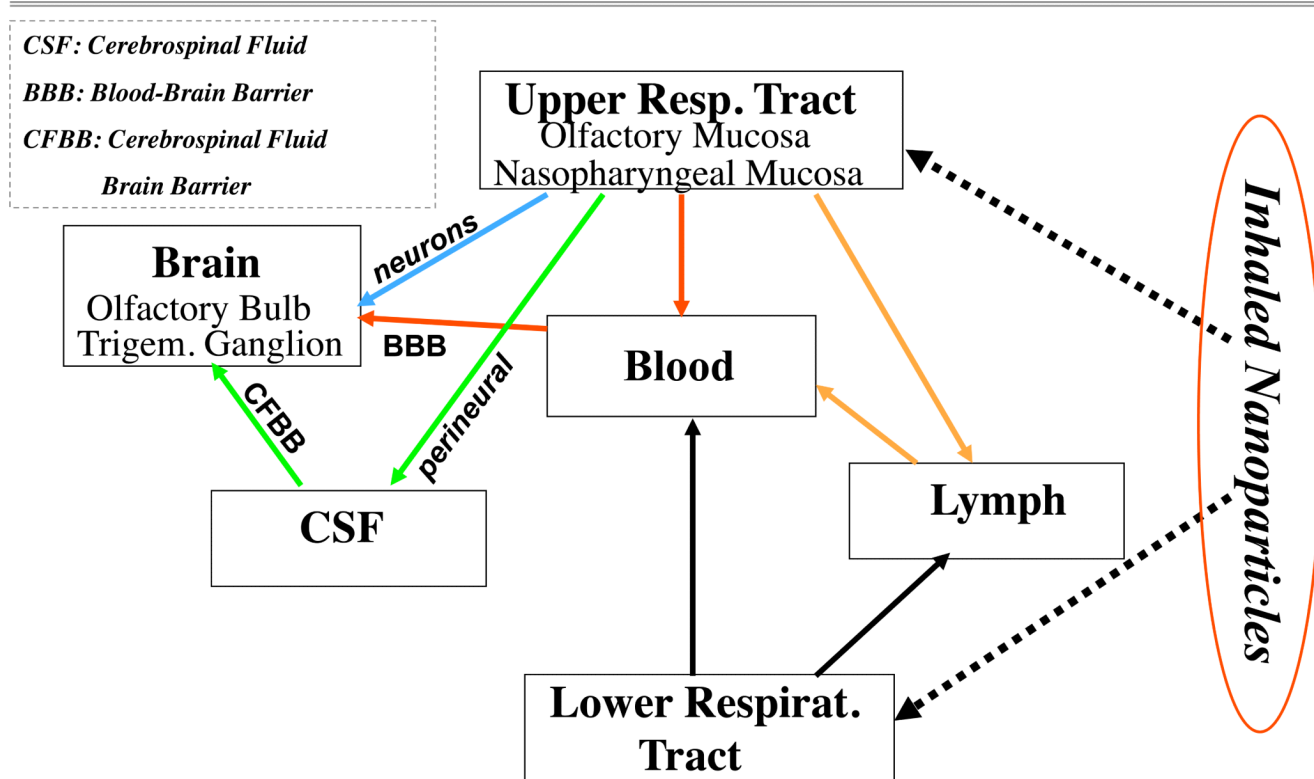 CSF: Cerebrospinal Fluid
BBB: Blood-Brain Barrier
CFBB: Cerebrospinal Fluid
Brain Barrier
Upper Resp. Tract
Olfactory Mucosa
Nasopharyngeal Mucosa
Brain
Olfactory Bulb
Trigem. Ganglion
neurons
BBB
perineural
CFBB
Blood
CSF
Lymph
Lower Respirat.
Tract
Inhaled Nanoparticles